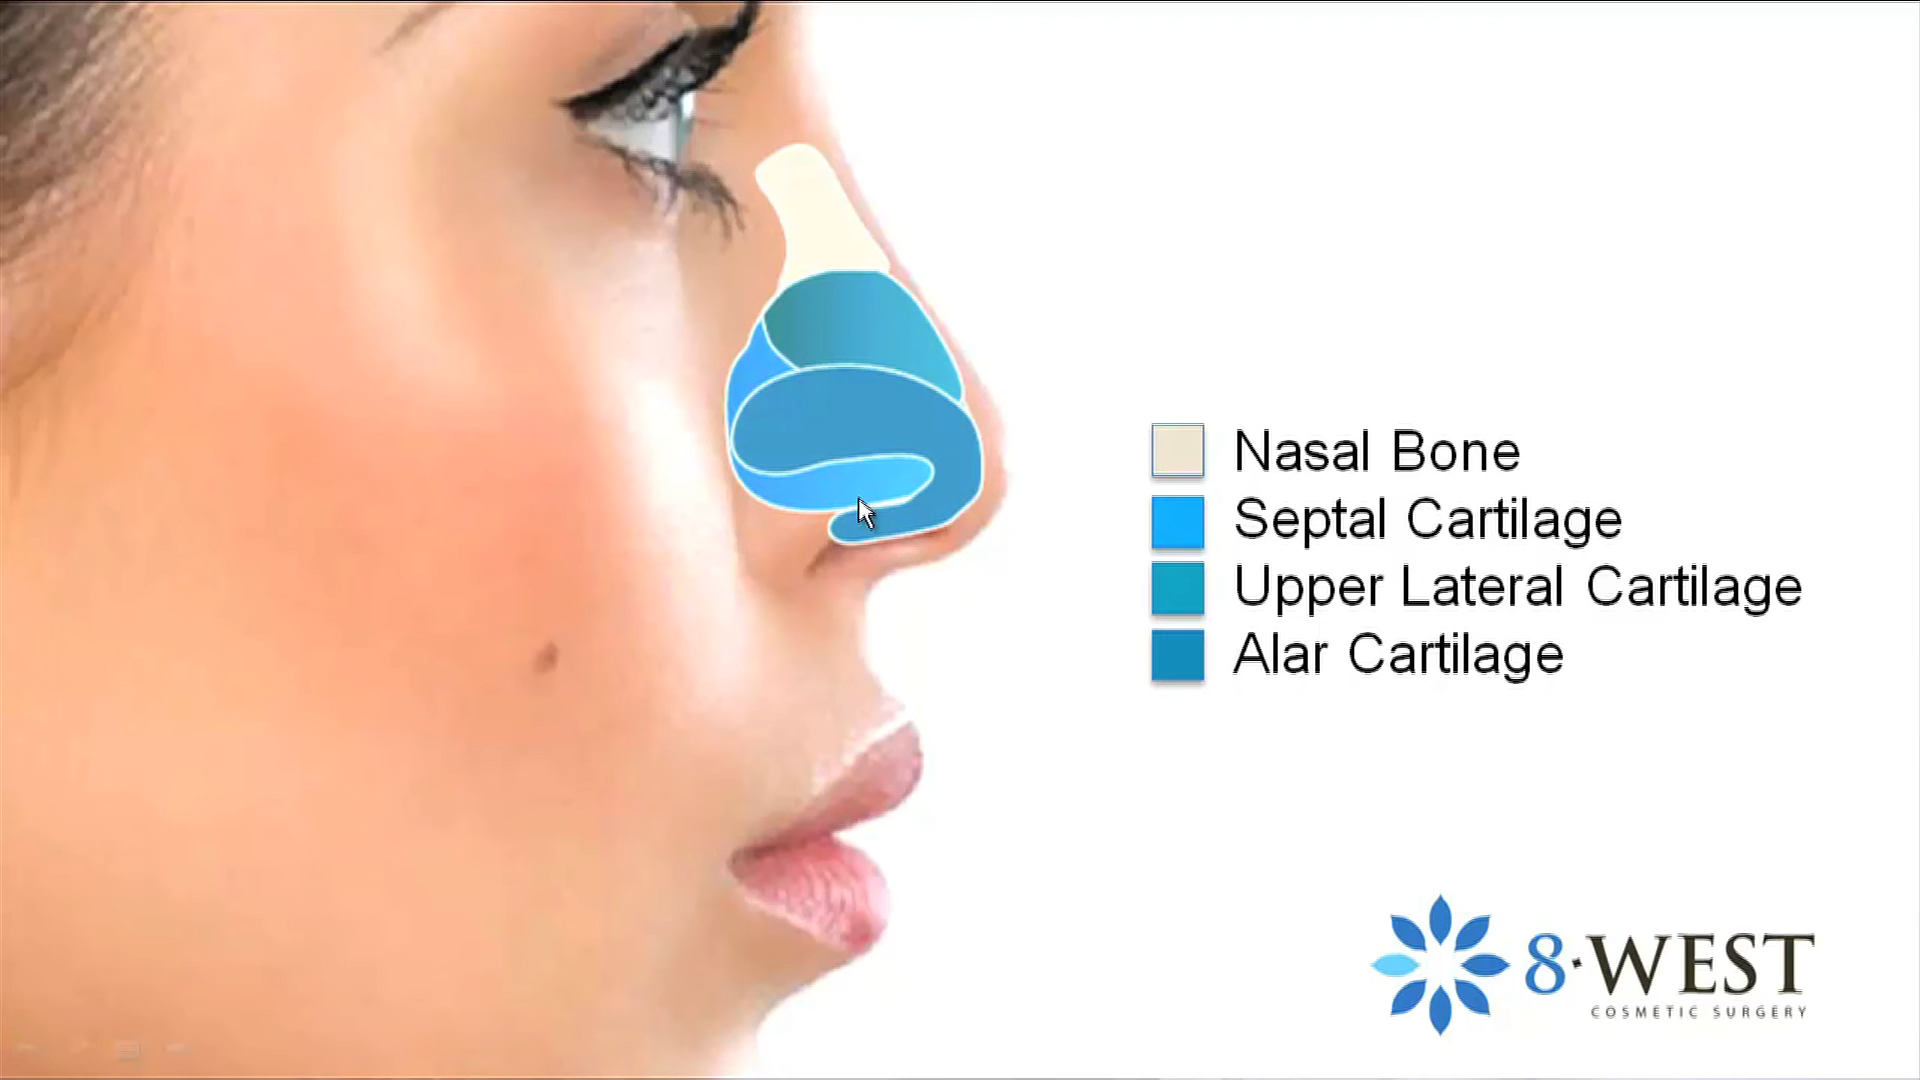 Nasal Bone
Septal Cartilage
Upper Lateral Cartilage
Alar Cartilage
8·WEST
COSMETIC SURGERY